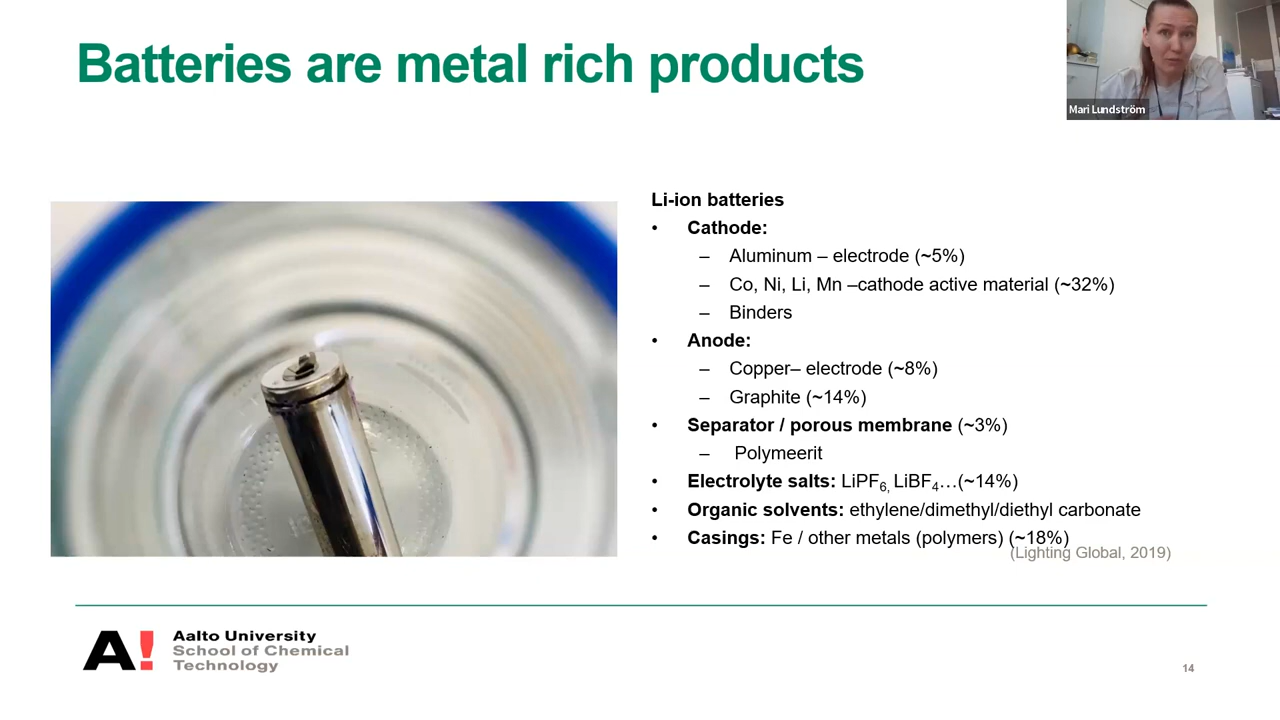 Batteries are metal rich products
Mari Lundström
Li-ion batteries
• Cathode:
– Aluminum – electrode (~5%)
– Co, Ni, Li, Mn –cathode active material (~32%)
– Binders
• Anode:
– Copper– electrode (~8%)
– Graphite (~14%)
• Separator / porous membrane (~3%)
– Polymeerit
• Electrolyte salts: LiPF6, LiBF4…(~14%)
• Organic solvents: ethylene/dimethyl/diethyl carbonate
• Casings: Fe / other metals (polymers) (~18%)
(Lighting Global, 2019)
A!
Aalto University
School of Chemical
Technology
14